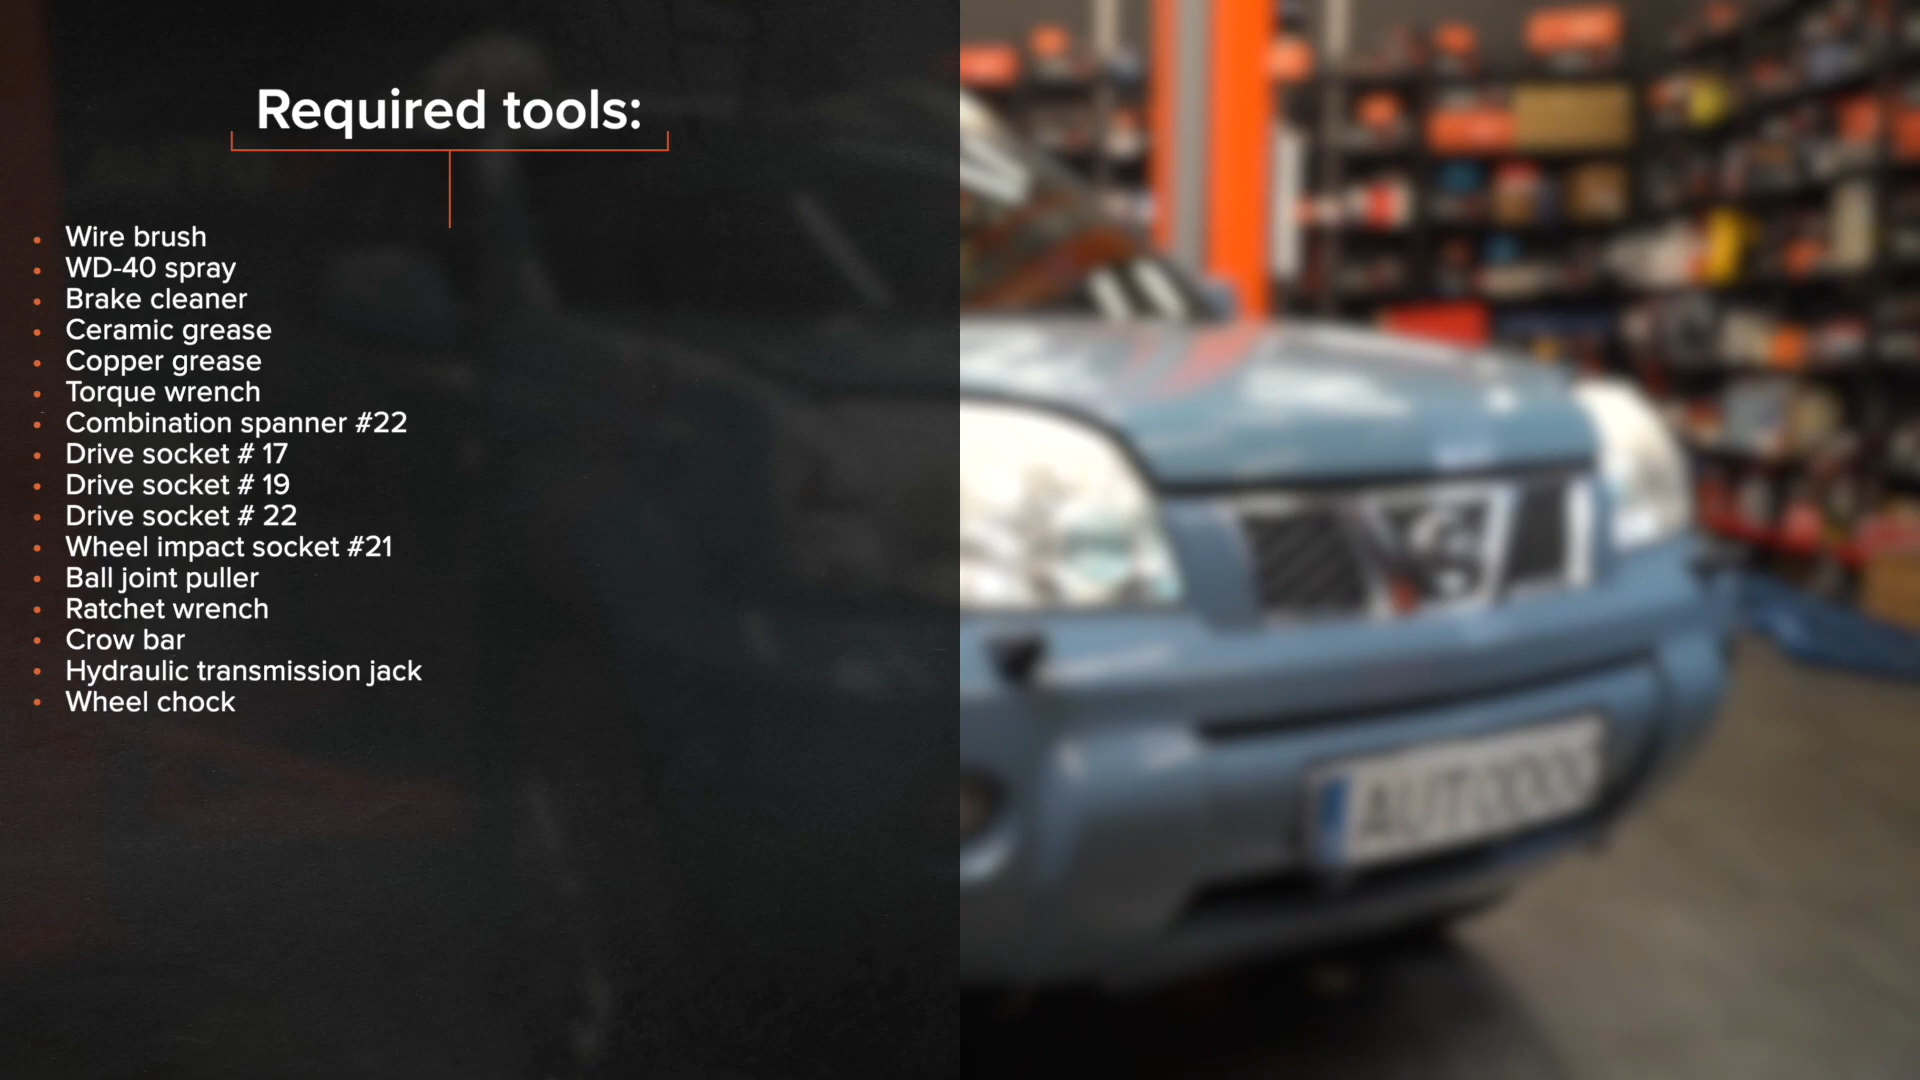 Required tools:
Wire brush
WD-40 spray
Brake cleaner
Ceramic grease
Copper grease
Torque wrench
Combination spanner #22
Drive socket # 17
Drive socket # 19
Drive socket # 22
Wheel impact socket #21
Ball joint puller
Ratchet wrench
Crow bar
Hydraulic transmission jack
Wheel chock